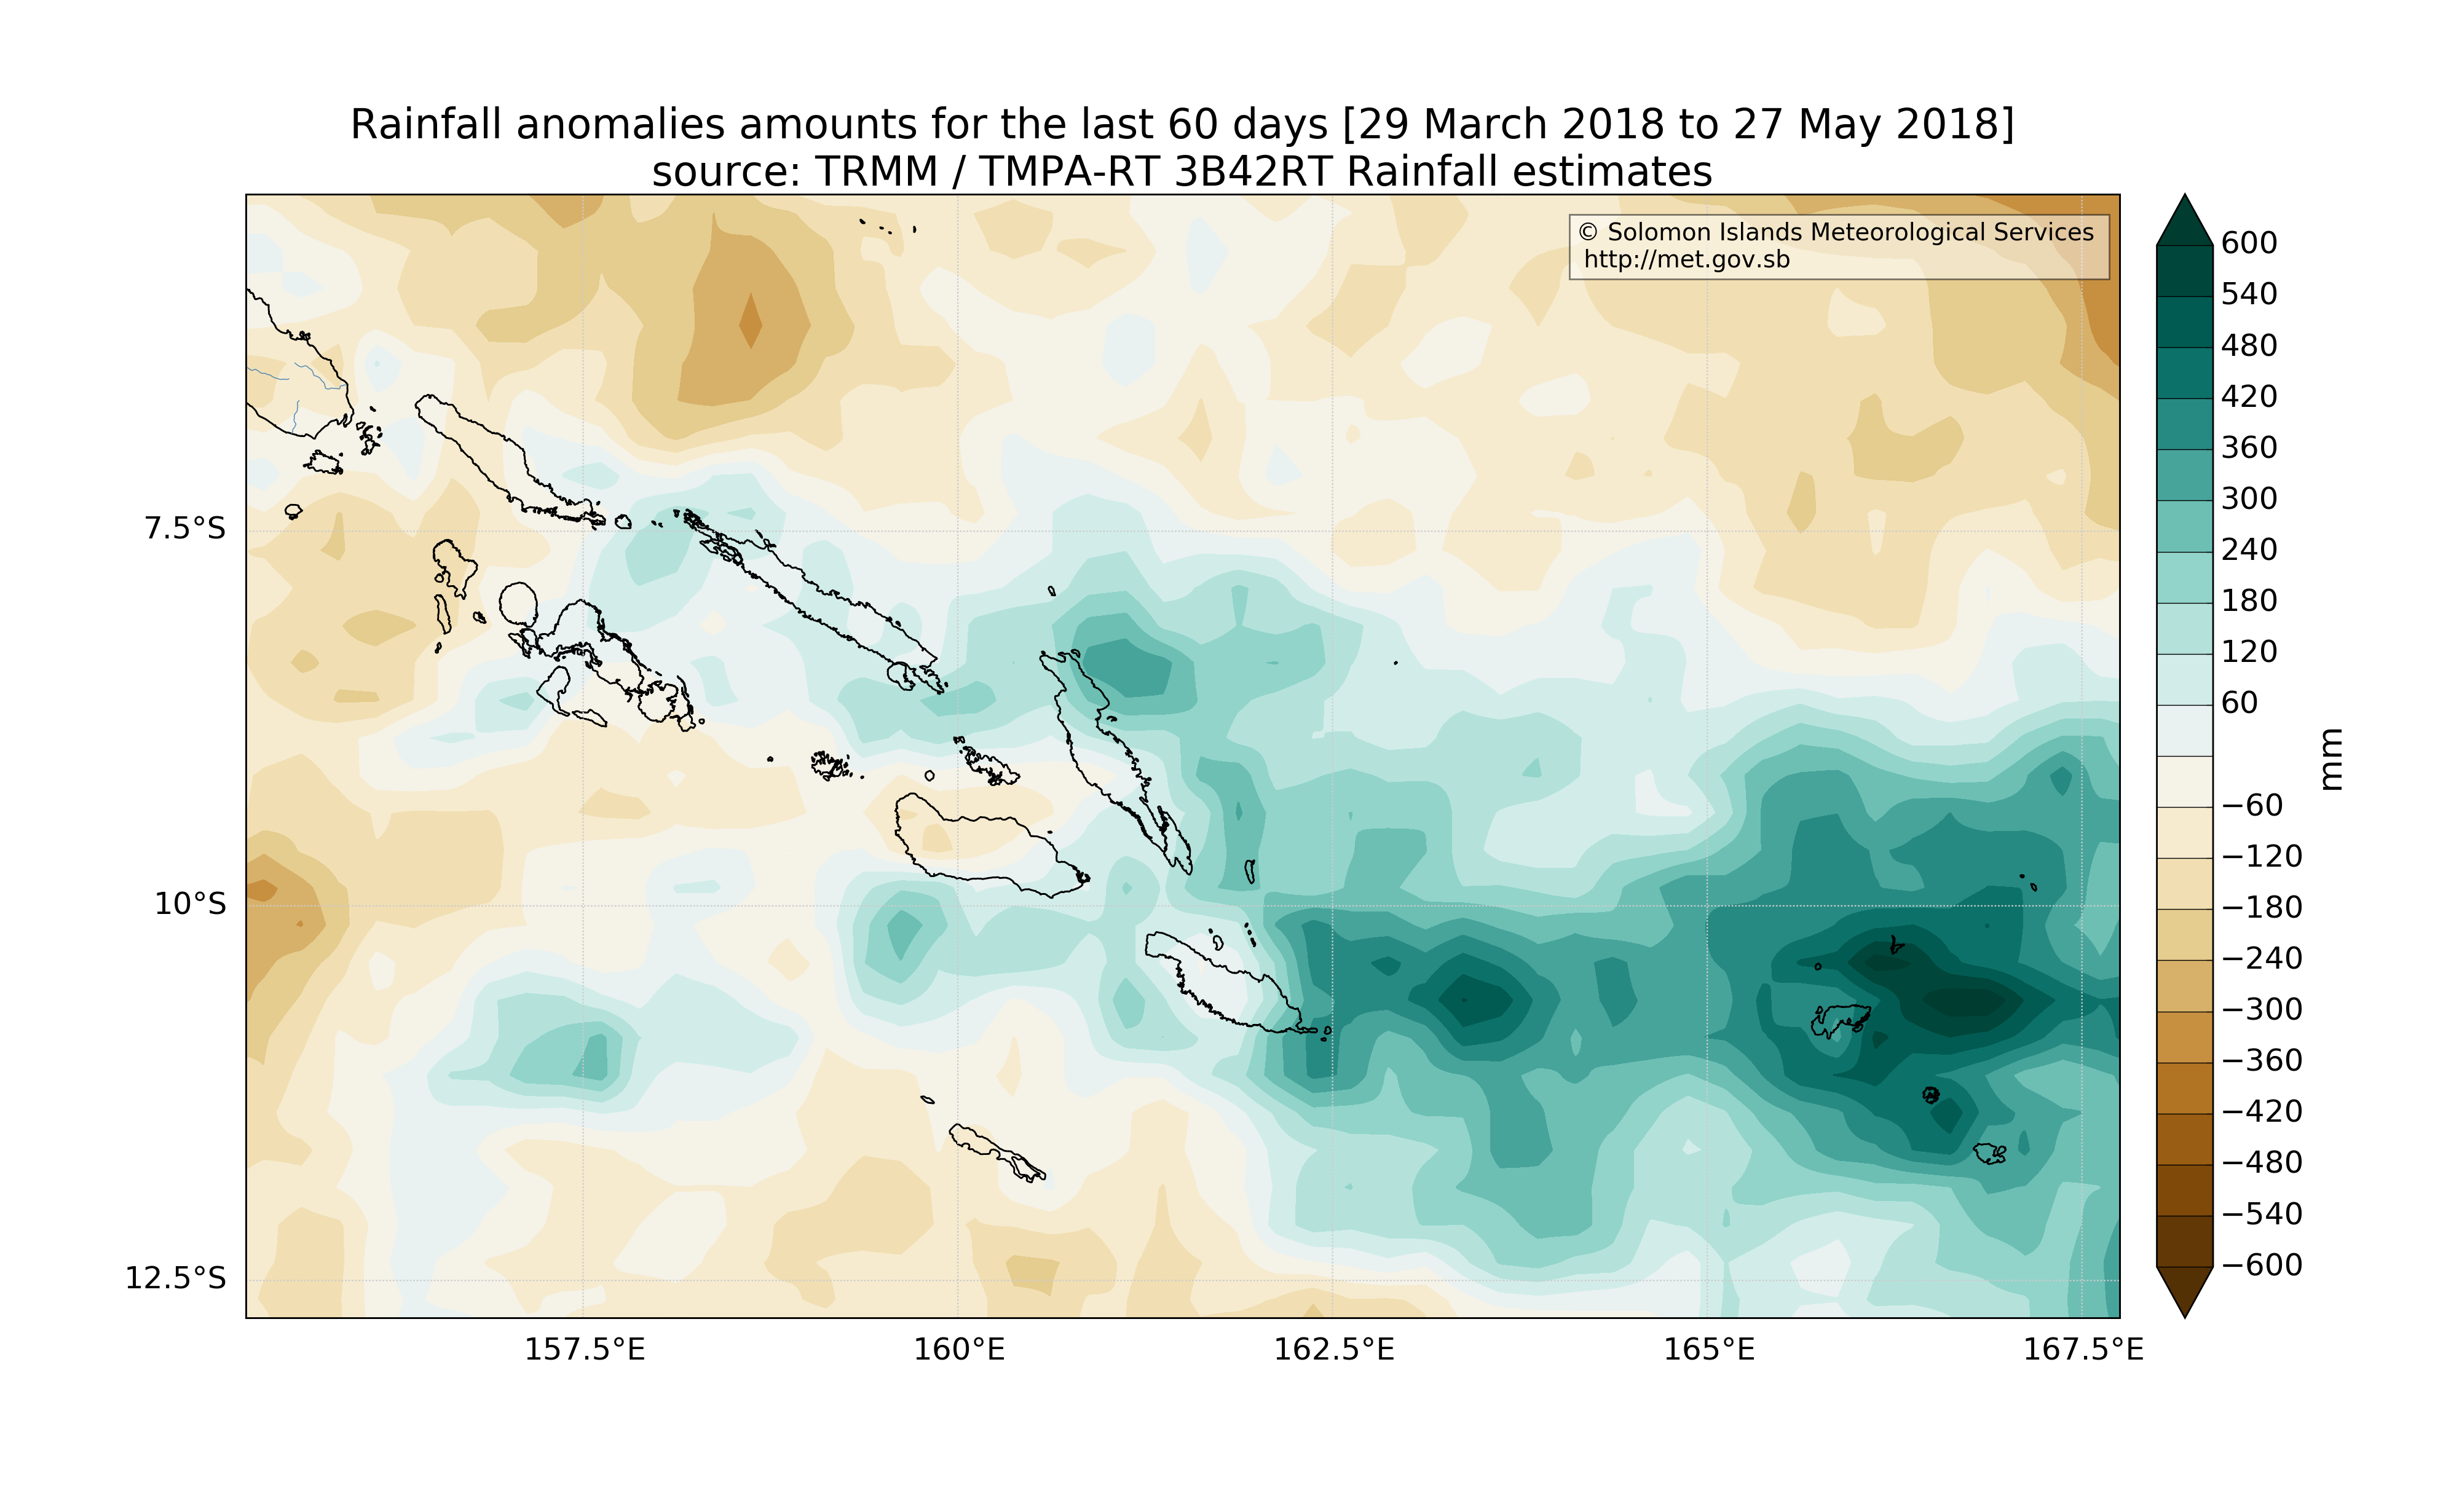 Rainfall anomalies amounts for the last 60 days [29 March 2018 to 27 May 2018]
source: TRMM / TMPA-RT 3B42RT Rainfall estimates
© Solomon Islands Meteorological Services
http://met.gov.sb
7.5°S
10°S
12.5°S
157.5°E
160°E
162.5°E
165°E
167.5°E
600
540
480
420
360
300
240
180
120
60
−60
−120
−180
−240
−300
−360
−420
−480
−540
−600
mm